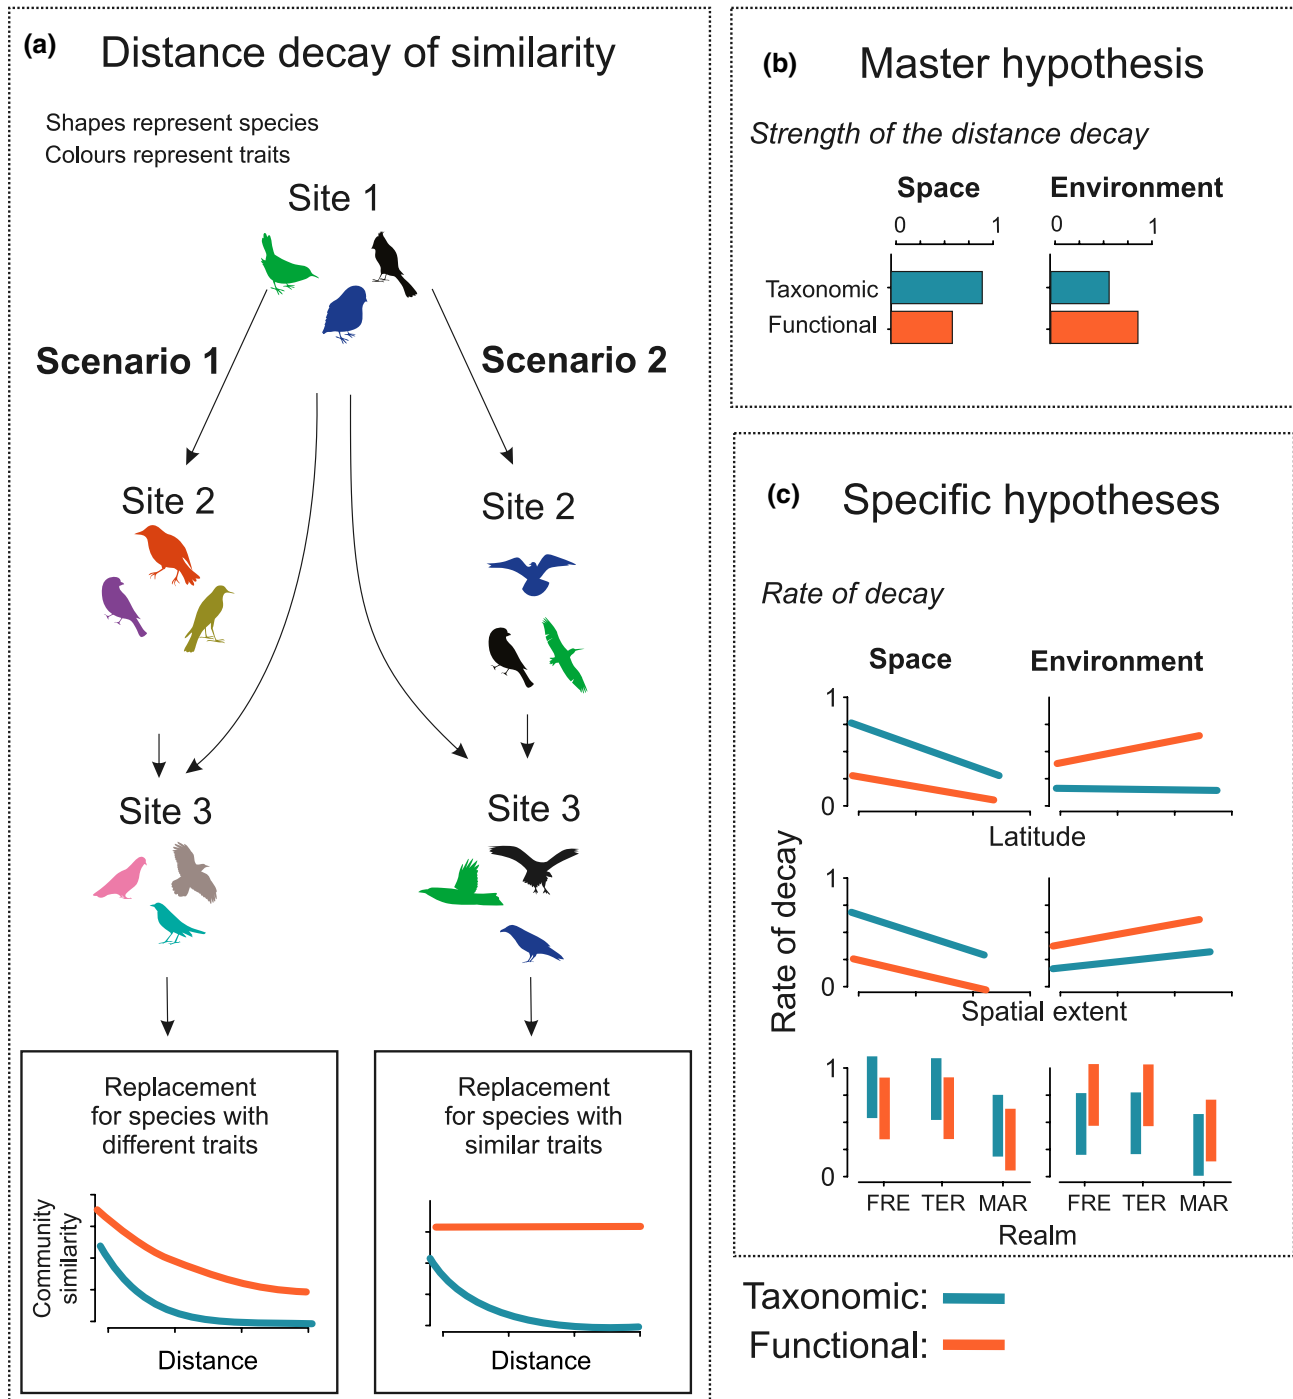 (a) Distance decay of similarity
Shapes represent species
Colours represent traits
Site 1
Scenario 1
Scenario 2
Site 2
Site 2
Site 3
Site 3
Replacement
for species with
different traits
Community
similarity
Distance
Replacement
for species with
similar traits
Distance
(b) Master hypothesis
Strength of the distance decay
Space
Environment
0 1
0 1
Taxonomic
Functional
(c) Specific hypotheses
Rate of decay
Space
Environment
Rate of decay
1
0
Latitude
1
0
Spatial extent
1
0
FRE TER MAR
FRE TER MAR
Realm
Taxonomic:
Functional: